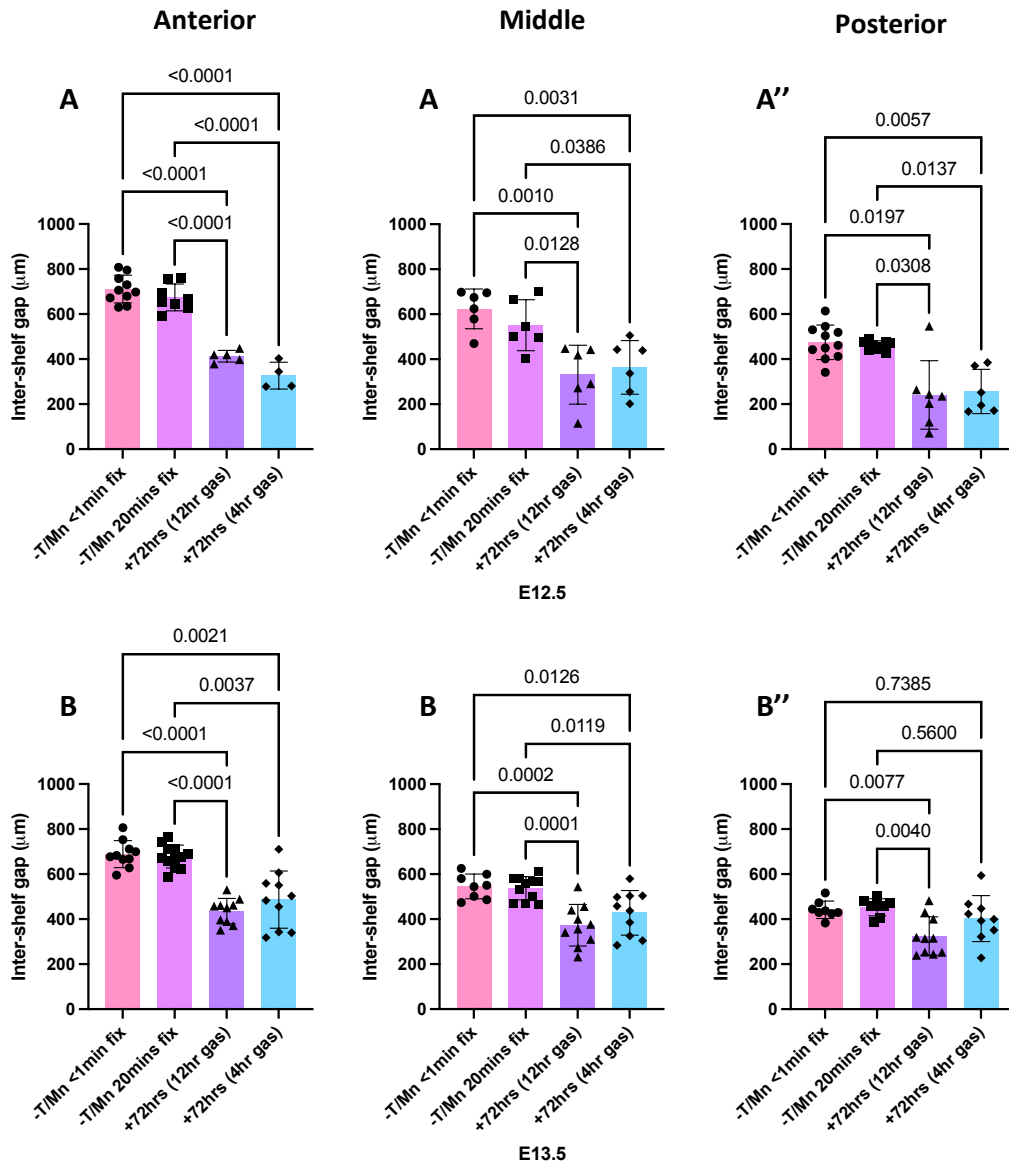 Anterior
Middle
Posterior
A
<0.0001
<0.0001
<0.0001
<0.0001
Inter-shelf gap (μm)
1000
800
600
400
200
0
-T/Mn <1min fix
-T/Mn 20mins fix
+72hrs (12hr gas)
+72hrs (4hr gas)
A
0.0031
0.0386
0.0010
0.0128
Inter-shelf gap (μm)
1000
800
600
400
200
0
-T/Mn <1min fix
-T/Mn 20mins fix
+72hrs (12hr gas)
+72hrs (4hr gas)
A''
0.0057
0.0137
0.0197
0.0308
Inter-shelf gap (μm)
1000
800
600
400
200
0
-T/Mn <1min fix
-T/Mn 20mins fix
+72hrs (12hr gas)
+72hrs (4hr gas)
E12.5
B
0.0021
0.0037
<0.0001
<0.0001
Inter-shelf gap (μm)
1000
800
600
400
200
0
-T/Mn <1min fix
-T/Mn 20mins fix
+72hrs (12hr gas)
+72hrs (4hr gas)
B
0.0126
0.0119
0.0002
0.0001
Inter-shelf gap (μm)
1000
800
600
400
200
0
-T/Mn <1min fix
-T/Mn 20mins fix
+72hrs (12hr gas)
+72hrs (4hr gas)
B''
0.7385
0.5600
0.0077
0.0040
Inter-shelf gap (μm)
1000
800
600
400
200
0
-T/Mn <1min fix
-T/Mn 20mins fix
+72hrs (12hr gas)
+72hrs (4hr gas)
E13.5